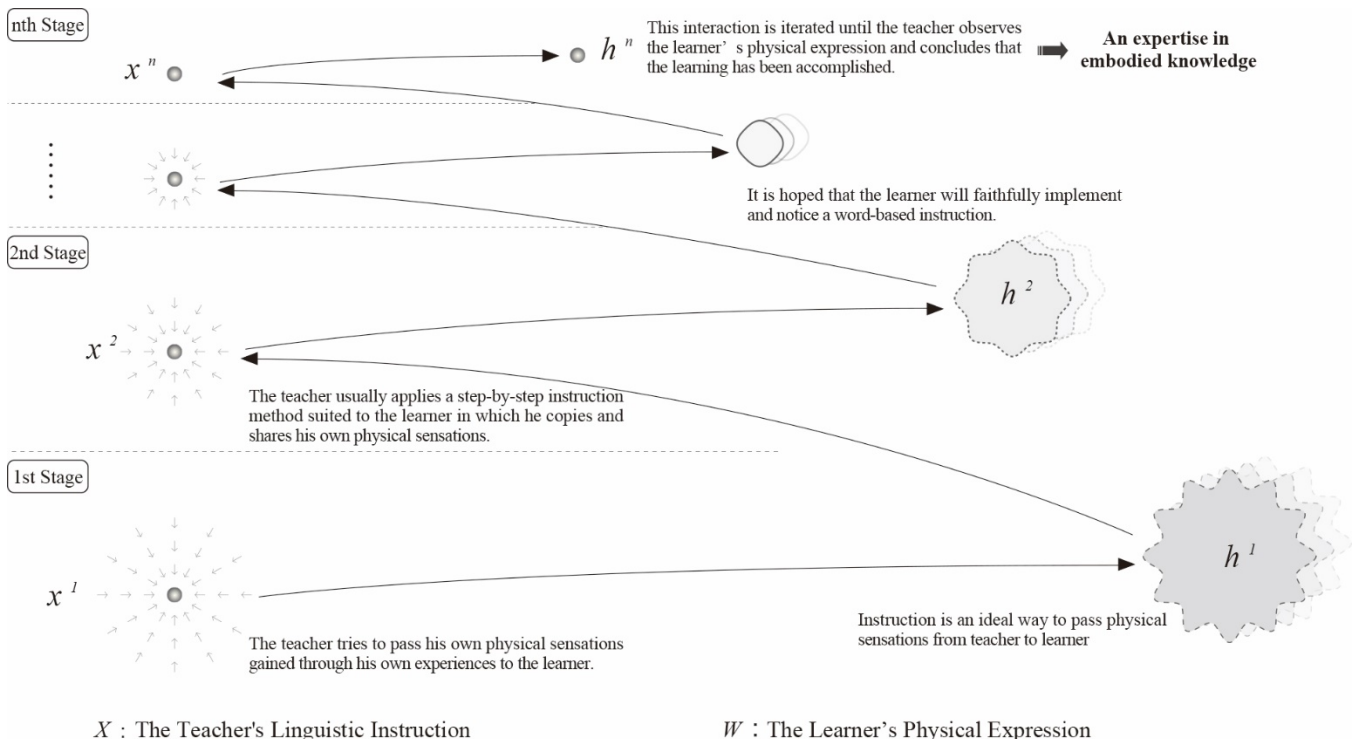 nth Stage
x^n
h^n
This interaction is iterated until the teacher observes
the learner’ s physical expression and concludes that
the learning has been accomplished.
An expertise in
embodied knowledge
It is hoped that the learner will faithfully implement
and notice a word-based instruction.
2nd Stage
x^2
h^2
The teacher usually applies a step-by-step instruction
method suited to the learner in which he copies and
shares his own physical sensations.
1st Stage
x^1
h^1
The teacher tries to pass his own physical sensations
gained through his own experiences to the learner.
Instruction is an ideal way to pass physical
sensations from teacher to learner
X : The Teacher's Linguistic Instruction
W : The Learner’s Physical Expression